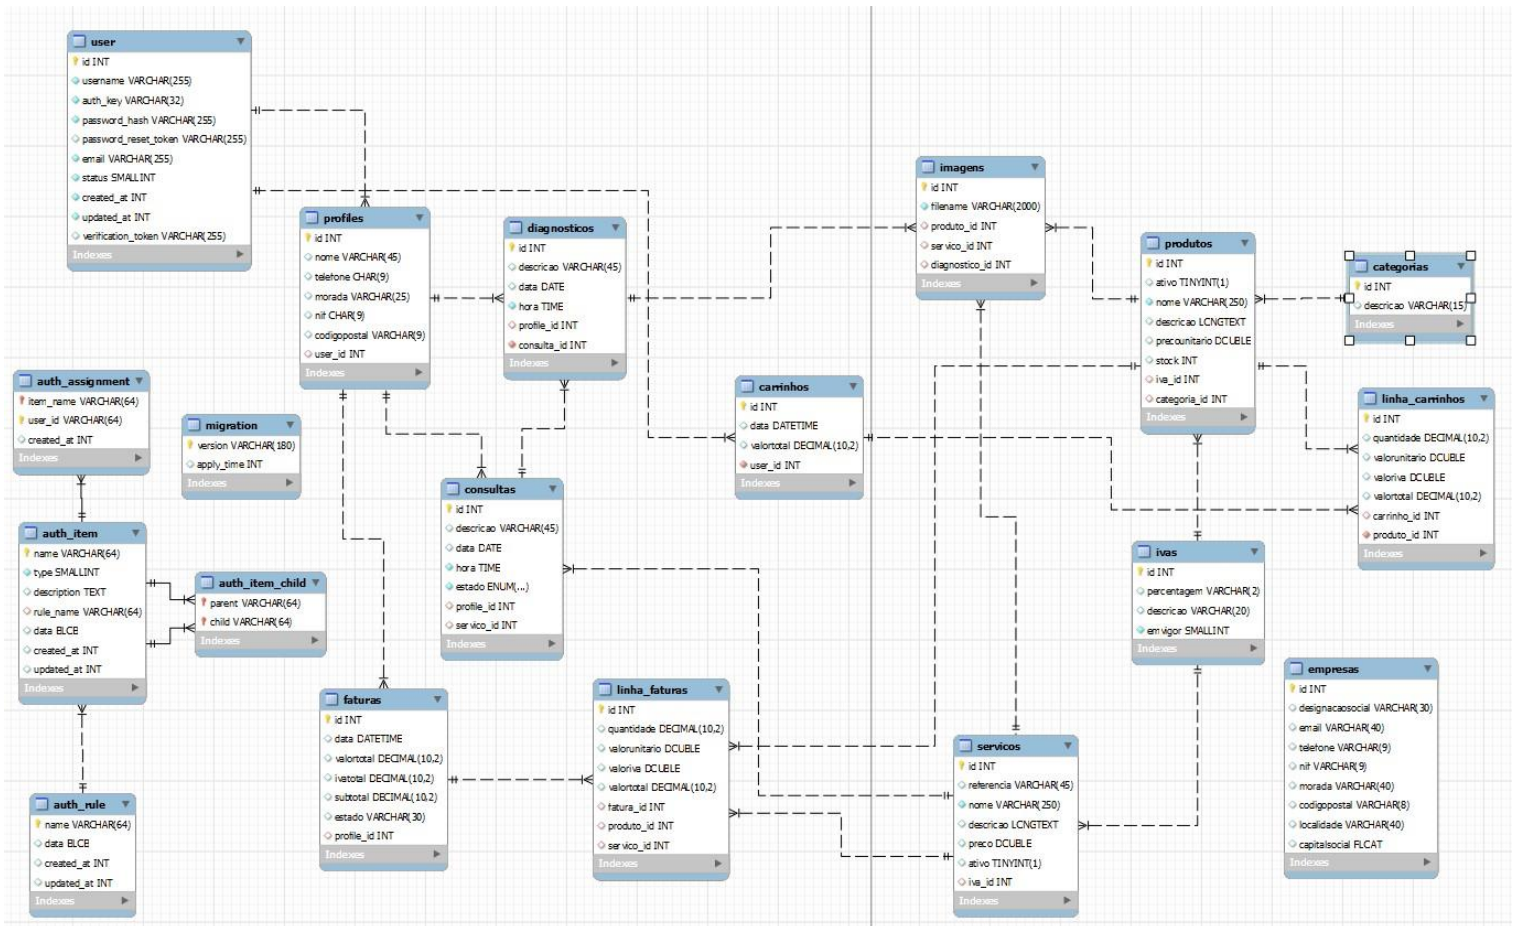 user
id INT
username VARCHAR(255)
auth_key VARCHAR(32)
password_hash VARCHAR(255)
password_reset_token VARCHAR(255)
email VARCHAR(255)
status SMALLINT
created_at INT
updated_at INT
verification_token VARCHAR(255)
Indexes
profiles
id INT
nome VARCHAR(45)
telefone CHAR(9)
morada VARCHAR(25)
nif CHAR(9)
codigopostal VARCHAR(9)
user_id INT
Indexes
diagnosticos
id INT
descricao VARCHAR(45)
data DATE
hora TIME
profile_id INT
consulta_id INT
Indexes
imagens
id INT
filename VARCHAR(2000)
produto_id INT
servico_id INT
diagnostico_id INT
Indexes
produtos
id INT
ativo TINYINT(1)
nome VARCHAR(250)
descricao LONGTEXT
precounitario DOUBLE
stock INT
iva_id INT
categoria_id INT
Indexes
categorias
id INT
descricao VARCHAR(15)
Indexes
auth_assignment
item_name VARCHAR(64)
user_id VARCHAR(64)
created_at INT
Indexes
migration
version VARCHAR(180)
apply_time INT
Indexes
carrinhos
id INT
data DATETIME
valortotal DECIMAL(10,2)
user_id INT
Indexes
linha_carrinhos
id INT
quantidade DECIMAL(10,2)
valorunitario DOUBLE
valoriva DOUBLE
valortotal DECIMAL(10,2)
carrinho_id INT
produto_id INT
Indexes
consultas
id INT
descricao VARCHAR(45)
data DATE
hora TIME
estado ENUM(...)
profile_id INT
servico_id INT
Indexes
auth_item
name VARCHAR(64)
type SMALLINT
description TEXT
rule_name VARCHAR(64)
data BLOB
created_at INT
updated_at INT
Indexes
auth_item_child
parent VARCHAR(64)
child VARCHAR(64)
Indexes
ivas
id INT
percentagem VARCHAR(2)
descricao VARCHAR(20)
emvigor SMALLINT
Indexes
empresas
id INT
designacaosocial VARCHAR(30)
email VARCHAR(40)
telefone VARCHAR(9)
nif VARCHAR(9)
morada VARCHAR(40)
codigopostal VARCHAR(8)
localidade VARCHAR(40)
capitalsocial FLOAT
Indexes
faturas
id INT
data DATETIME
valortotal DECIMAL(10,2)
ivatotal DECIMAL(10,2)
subtotal DECIMAL(10,2)
estado VARCHAR(30)
profile_id INT
Indexes
linha_faturas
id INT
quantidade DECIMAL(10,2)
valorunitario DOUBLE
valoriva DOUBLE
valortotal DECIMAL(10,2)
fatura_id INT
produto_id INT
servico_id INT
Indexes
servicos
id INT
referencia VARCHAR(45)
nome VARCHAR(250)
descricao LONGTEXT
preco DOUBLE
ativo TINYINT(1)
iva_id INT
Indexes
auth_rule
name VARCHAR(64)
data BLOB
created_at INT
updated_at INT
Indexes